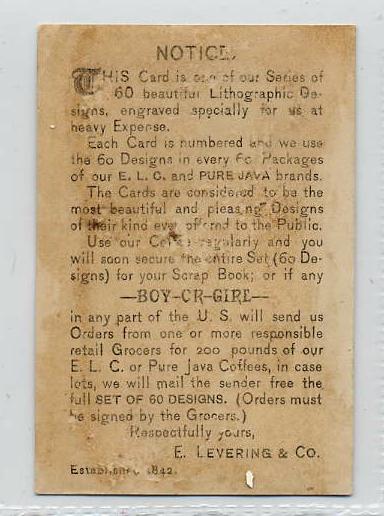 NOTICE.
THIS Card is one of our Series of
60 beautiful Lithographic De-
signs, engraved specially for us at
heavy Expense.
Each Card is numbered and we use
the 60 Designs in every 60 Packages
of our E. L. C. and PURE JAVA brands.
The Cards are considered to be the
most beautiful and pleasing Designs
of their kind ever offered to the Public.
Use our Coffee regularly and you
will soon secure the entire Set (60 De-
signs) for your Scrap Book; or if any
—BOY-OR-GIRL—
in any part of the U. S. will send us
Orders from one or more responsible
retail Grocers for 200 pounds of our
E. L. C. or Pure Java Coffees, in case
lots, we will mail the sender free the
full SET OF 60 DESIGNS. (Orders must
be signed by the Grocers.)
Respectfully yours,
E. LEVERING & CO.
Established 1842.